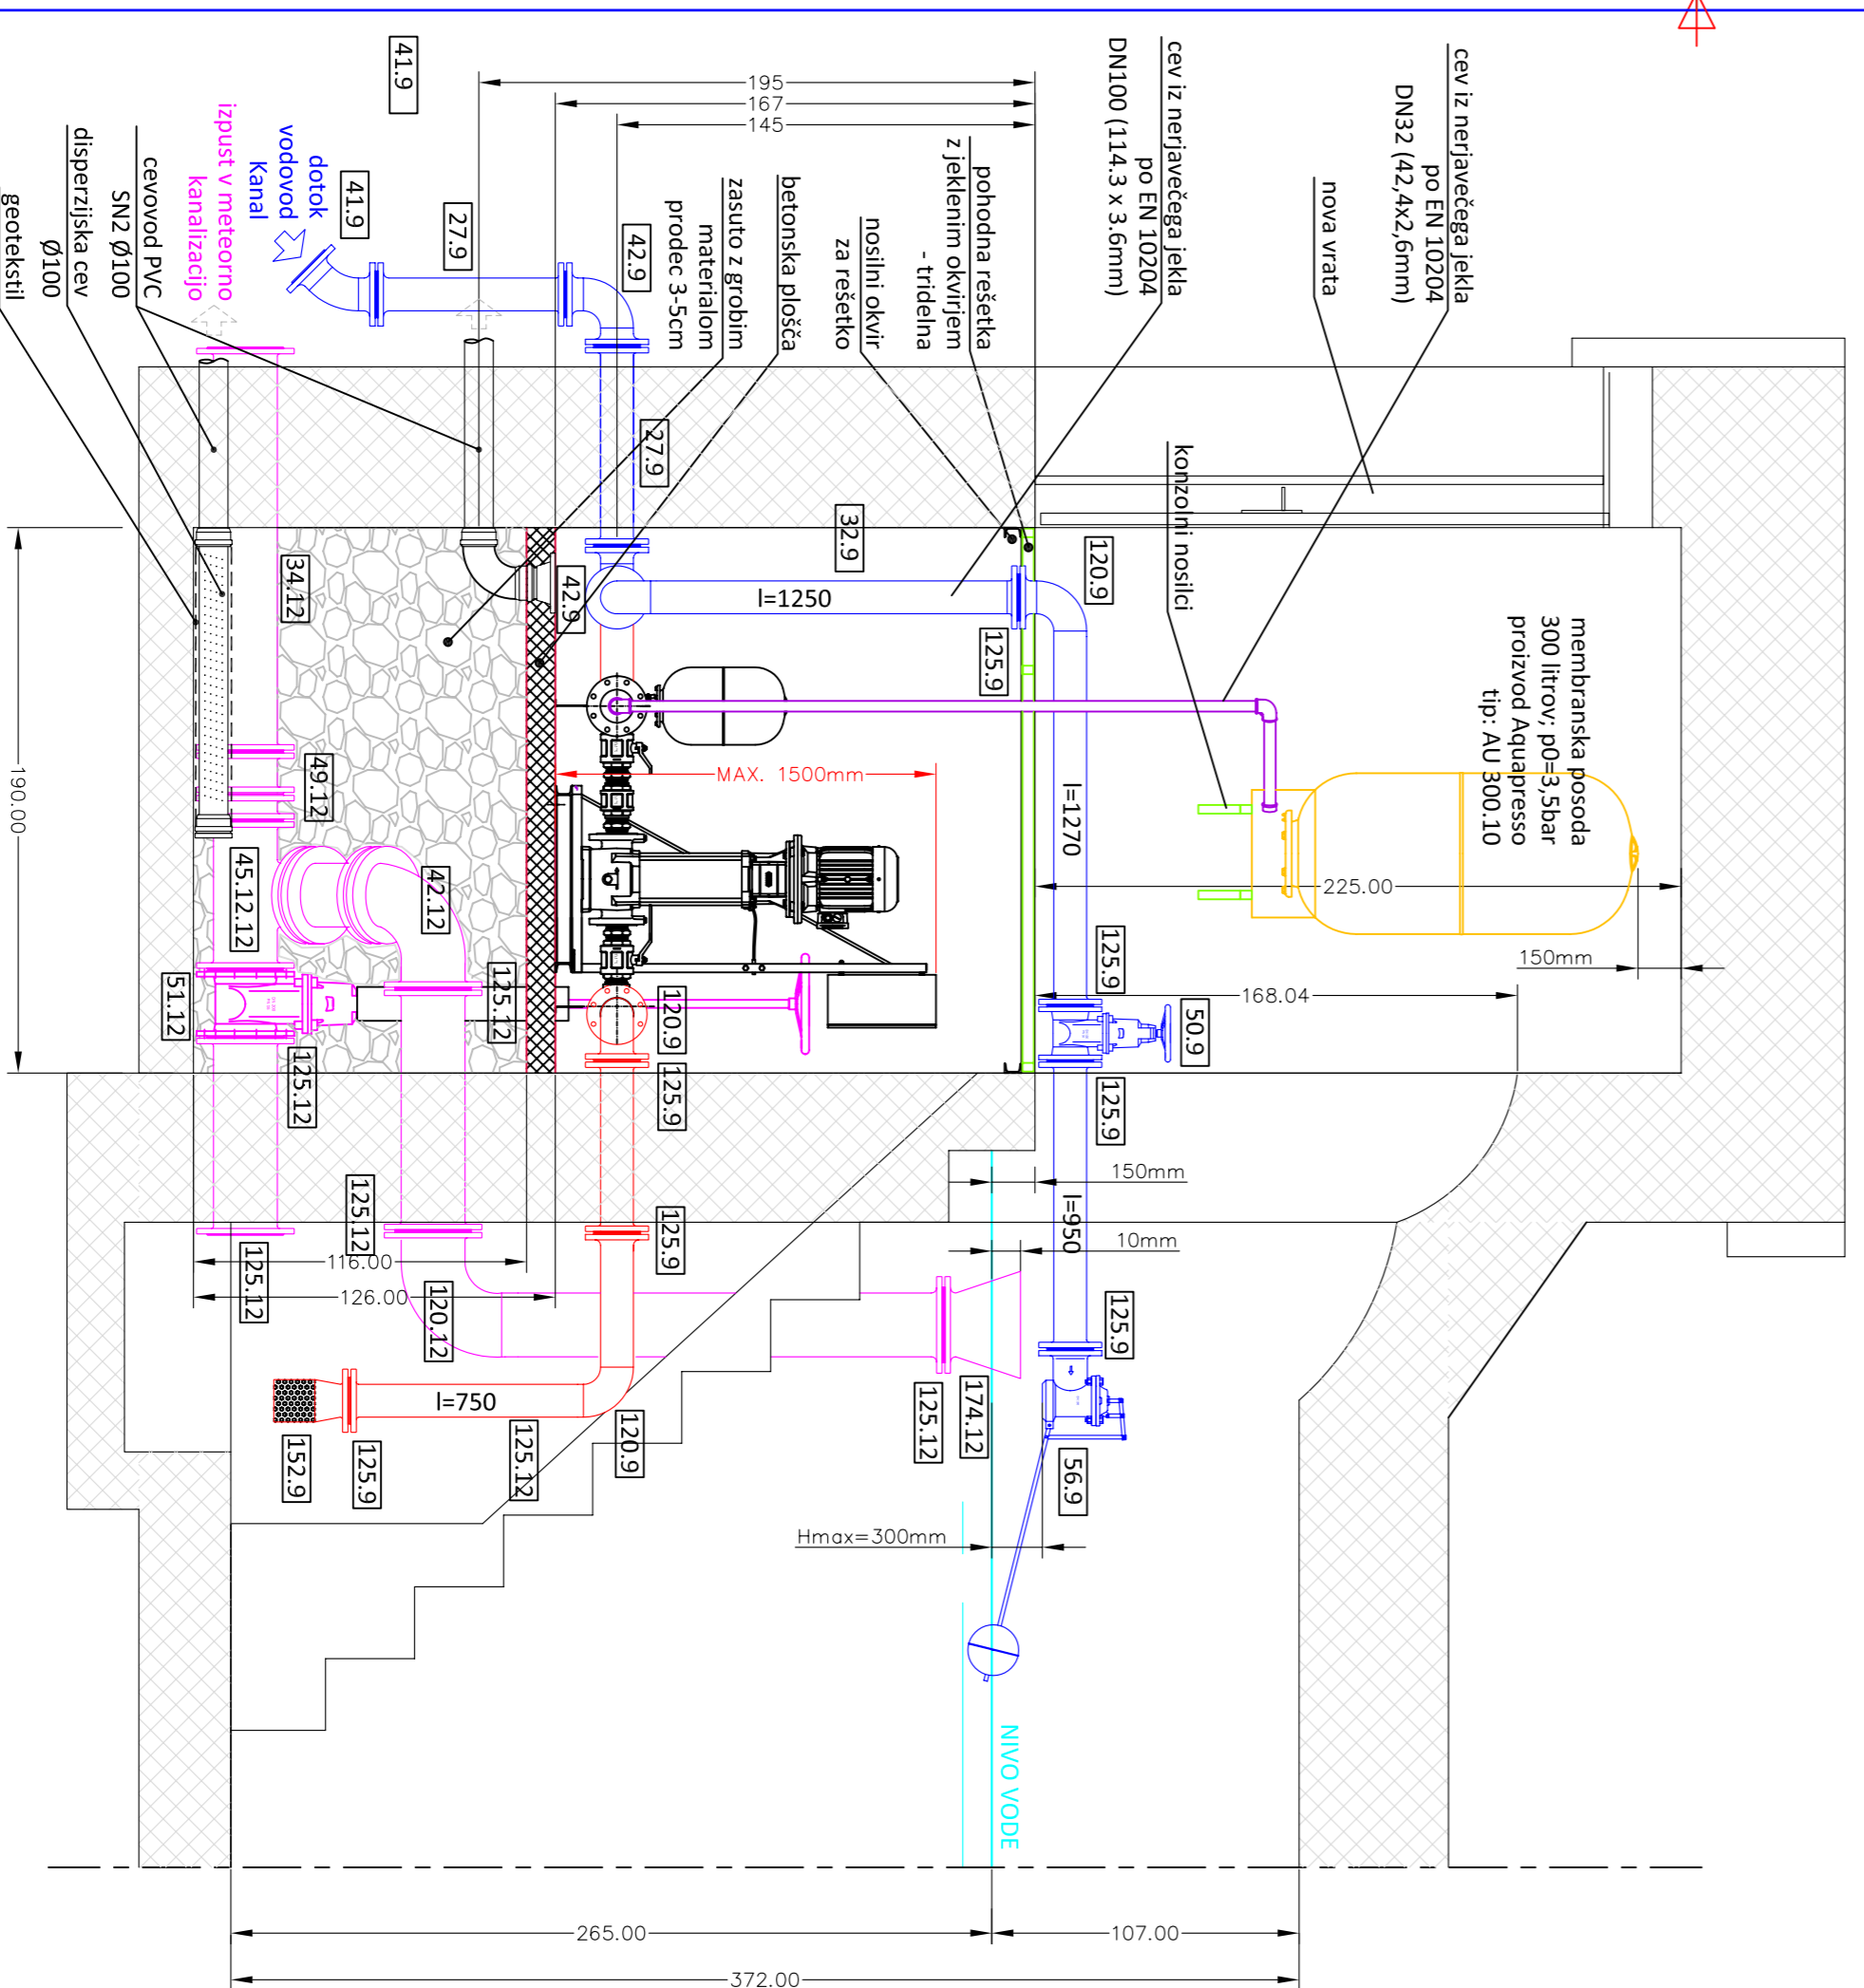 cev iz nerjavečega jekla
po EN 10204
DN32 (42,4x2,6mm)
nova vrata
cev iz nerjavečega jekla
po EN 10204
DN100 (114.3 x 3.6mm)
pohodna rešetka
z jeklenim okvirjem
- tridelna
nosilni okvir
za rešetko
betonska plošča
zasuto z grobim
materialom
prodec 3-5cm
konzolni nosilci
membranska posoda
300 litrov; p0=3,5bar
proizvod Aquapresso
tip: AU 300.10
dotok
vodovod
Kanal
izpust v meteorno
kanalizacijo
cevovod PVC
SN2 Ø100
disperzijska cev
Ø100
geotekstil
195
167
145
41.9
41.9
27.9
42.9
27.9
32.9
42.9
120.9
125.9
l=1250
l=1270
MAX. 1500mm
225.00
150mm
168.04
125.9
50.9
125.9
34.12
49.12
45.12.12
42.12
51.12
125.12
125.12
120.9
125.9
190.00
150mm
l=950
10mm
125.9
125.9
125.12
116.00
125.12
126.00
120.12
l=750
152.9
125.9
125.12
120.9
125.12
174.12
56.9
Hmax=300mm
NIVO VODE
265.00
107.00
372.00